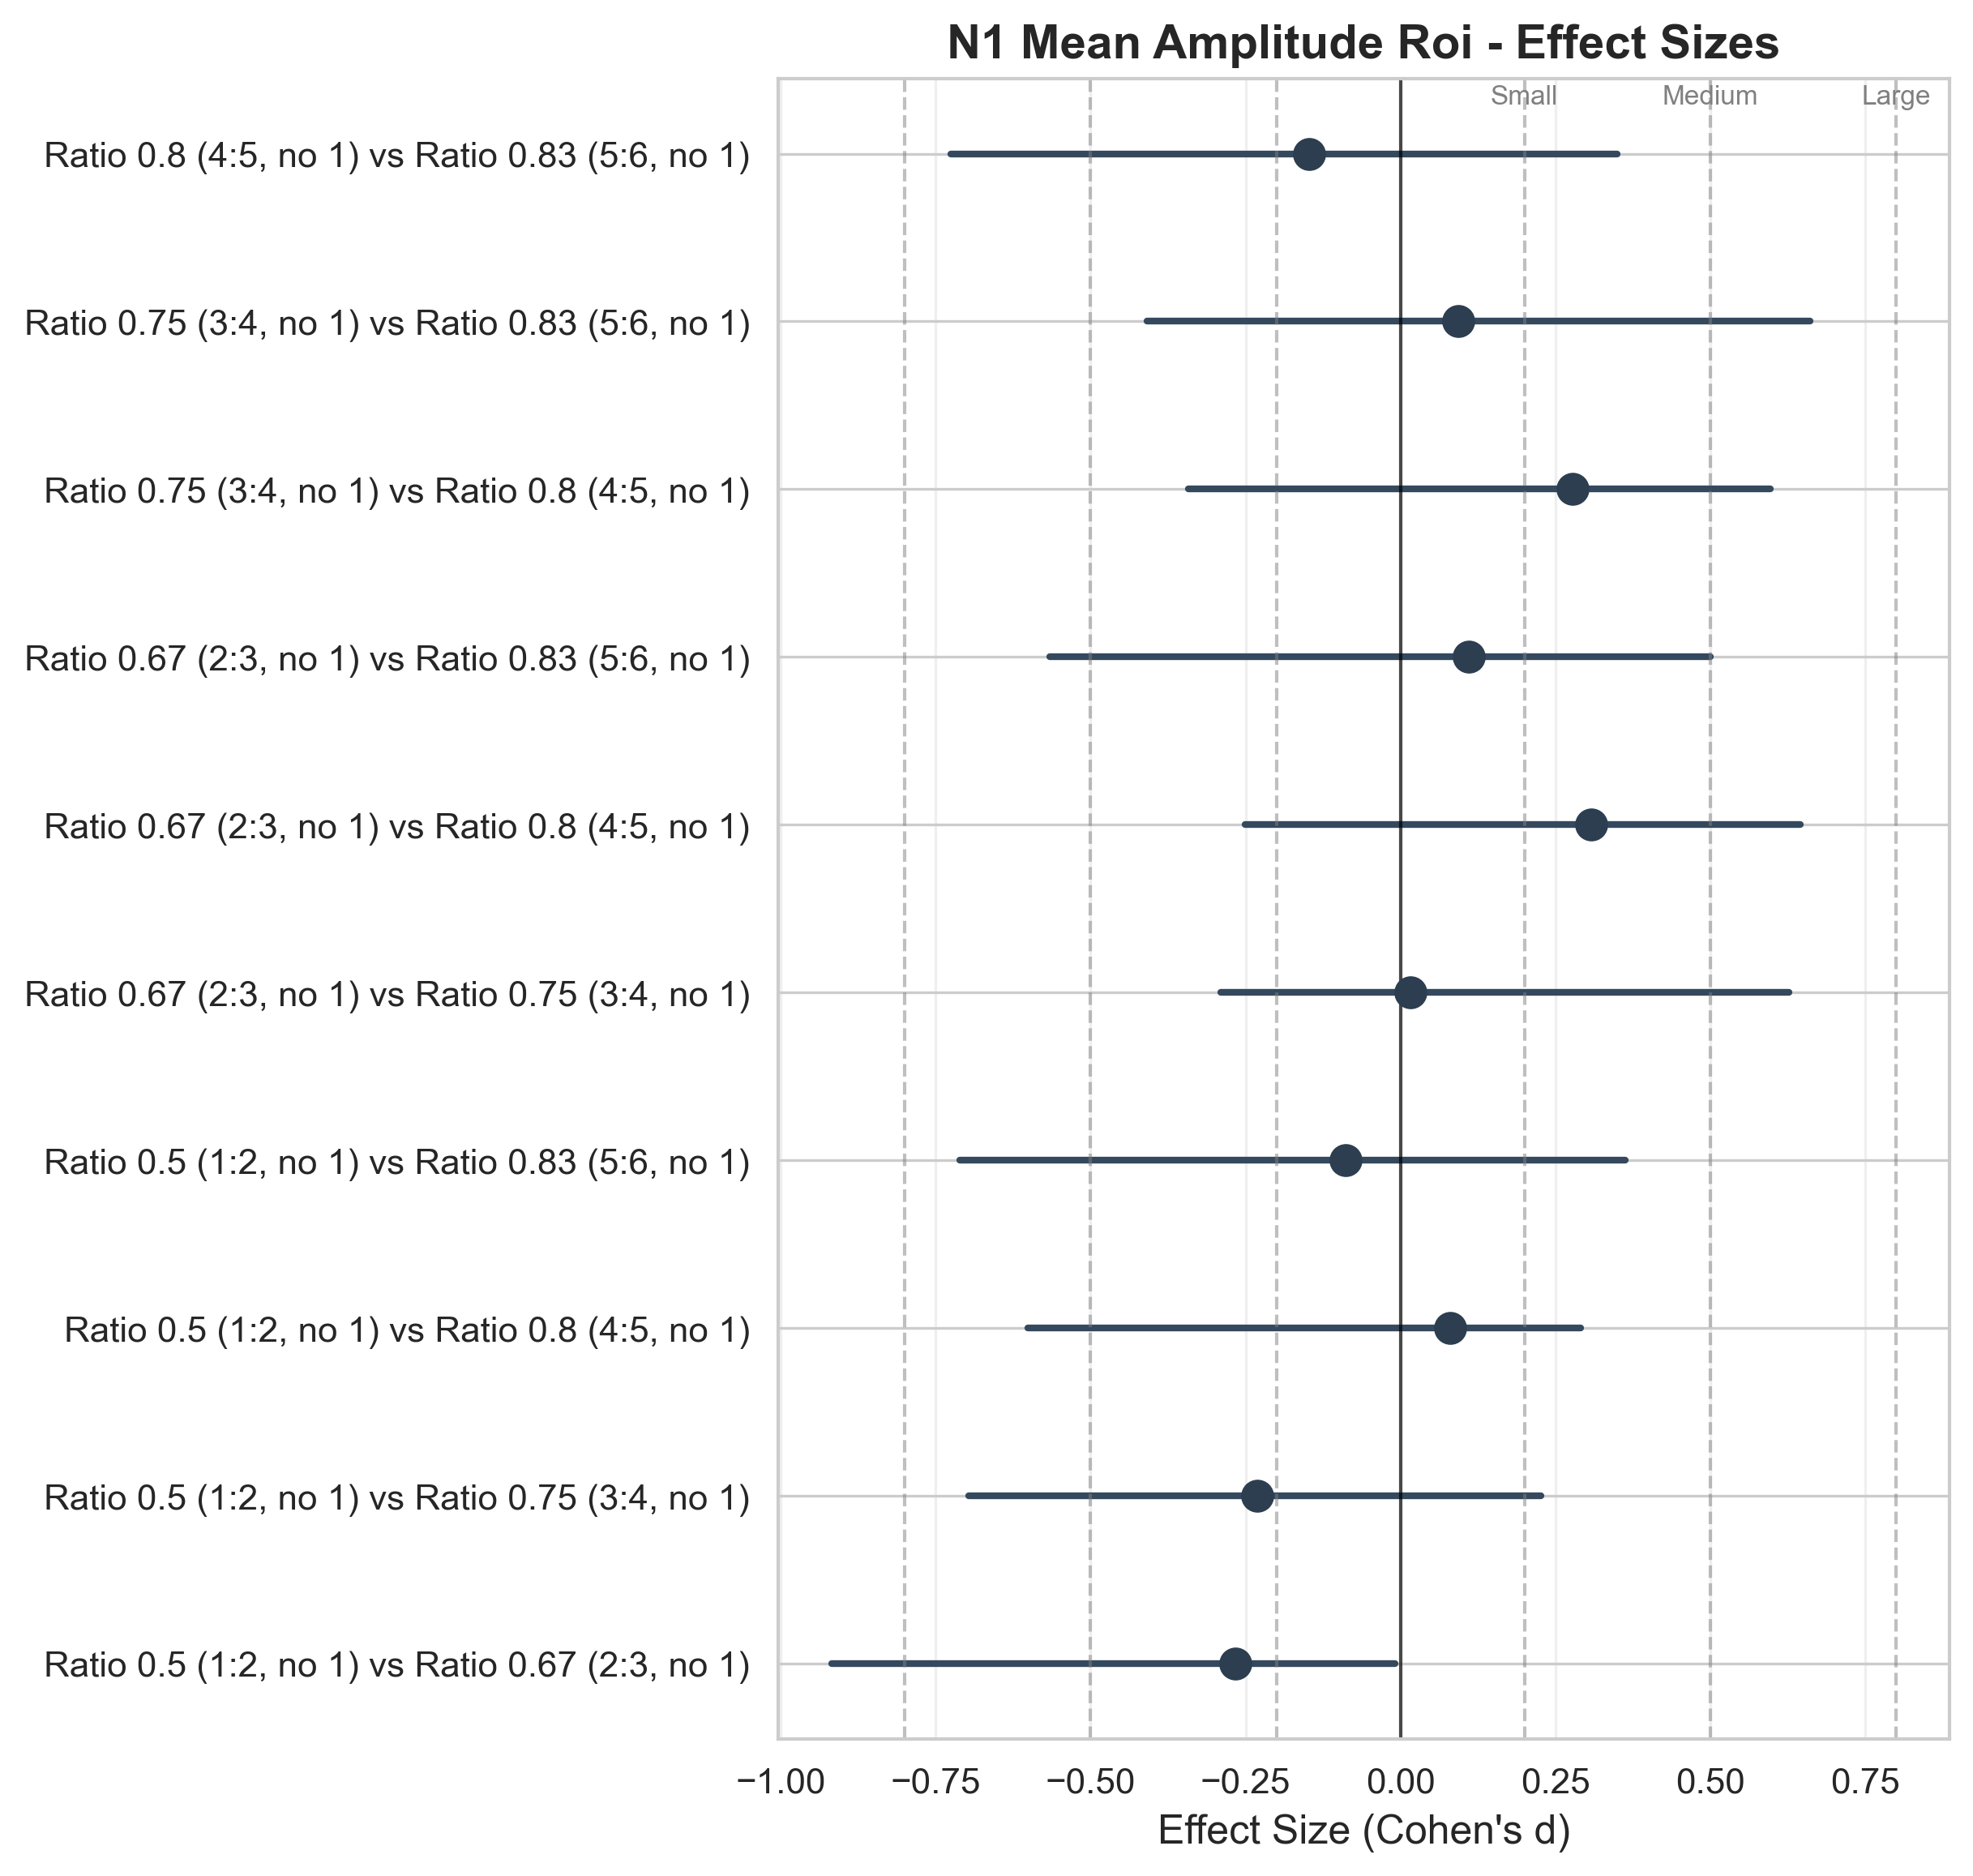 N1 Mean Amplitude Roi - Effect Sizes
Small Medium Large
Ratio 0.8 (4:5, no 1) vs Ratio 0.83 (5:6, no 1)
Ratio 0.75 (3:4, no 1) vs Ratio 0.83 (5:6, no 1)
Ratio 0.75 (3:4, no 1) vs Ratio 0.8 (4:5, no 1)
Ratio 0.67 (2:3, no 1) vs Ratio 0.83 (5:6, no 1)
Ratio 0.67 (2:3, no 1) vs Ratio 0.8 (4:5, no 1)
Ratio 0.67 (2:3, no 1) vs Ratio 0.75 (3:4, no 1)
Ratio 0.5 (1:2, no 1) vs Ratio 0.83 (5:6, no 1)
Ratio 0.5 (1:2, no 1) vs Ratio 0.8 (4:5, no 1)
Ratio 0.5 (1:2, no 1) vs Ratio 0.75 (3:4, no 1)
Ratio 0.5 (1:2, no 1) vs Ratio 0.67 (2:3, no 1)
−1.00 −0.75 −0.50 −0.25 0.00 0.25 0.50 0.75
Effect Size (Cohen's d)